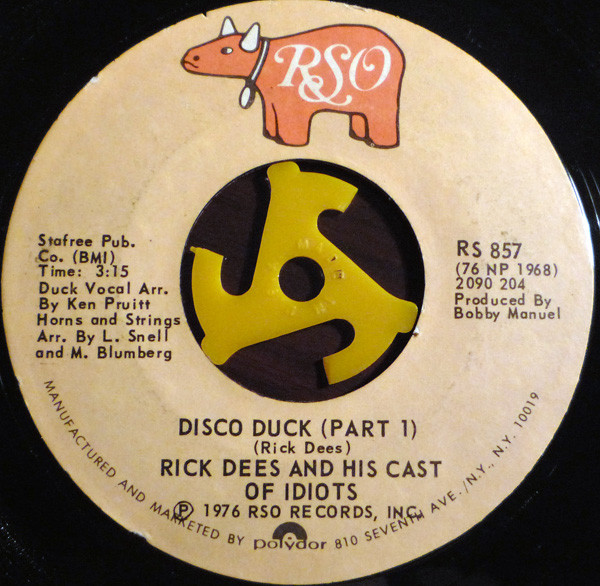 RSO
Stafree Pub.
Co. (BMI)
Time: 3:15
Duck Vocal Arr.
By Ken Pruitt
Horns and Strings
Arr. By L. Snell
and M. Blumberg
RS 857
(76 NP 1968)
2090 204
Produced By
Bobby Manuel
DISCO DUCK (PART 1)
(Rick Dees)
RICK DEES AND HIS CAST
OF IDIOTS
℗ 1976 RSO RECORDS, INC.
MANUFACTURED AND MARKETED BY polydor 810 SEVENTH AVE./N.Y., N.Y. 10019